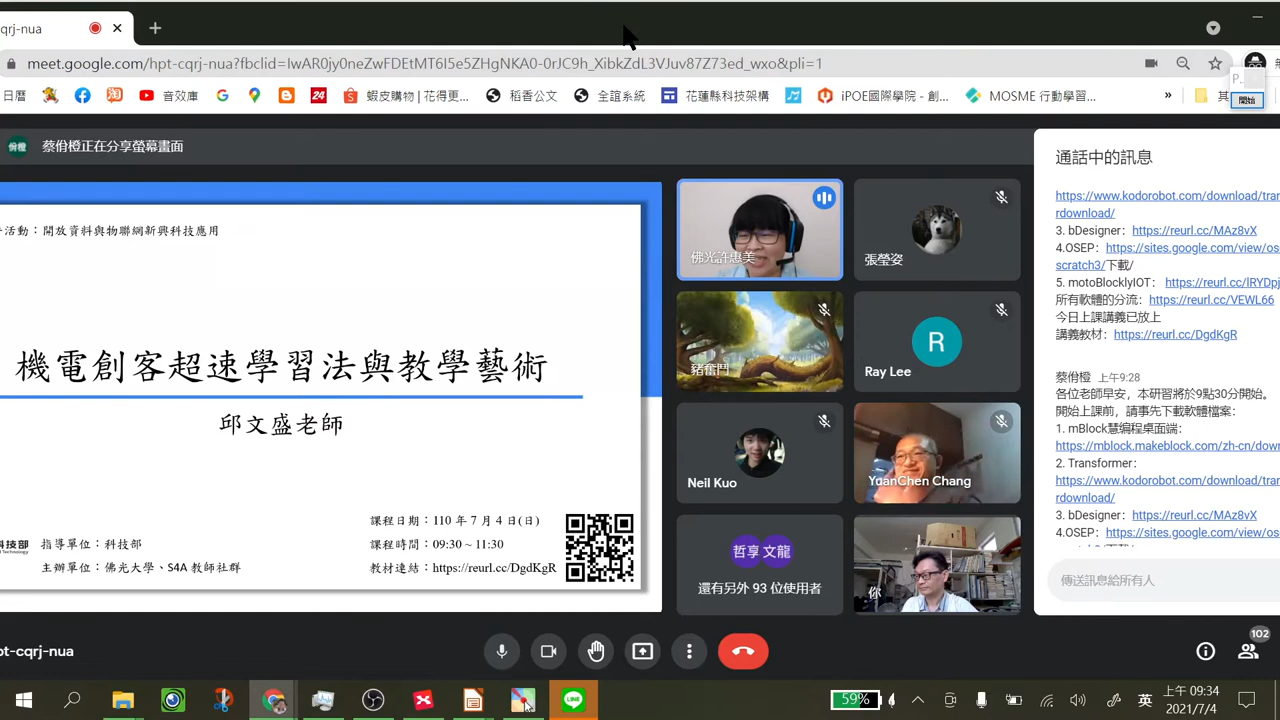 cqrj-nua
meet.google.com/hpt-cqrj-nua?fbclid=IwAR0jy0neZwFDEtMT6I5e5ZHgNKA0-0UC9h_XibkZdL3VJuv87Z73ed_wxo&pli=1
日曆
音效庫
蝦皮購物 | 花得更...
稻香公文
全誼系統
花蓮縣科技架構
iPOE國際學院 - 創...
MOSME 行動學習...
»
其
開始
蔡佾橙正在分享螢幕畫面
活動：開放資料與物聯網新興科技應用
機電創客超速學習法與教學藝術
邱文盛老師
課程日期：110 年 7 月 4 日(日)
科技部
指導單位：科技部
課程時間：09:30 ~ 11:30
主辦單位：佛光大學、S4A 教師社群
教材連結：https://reurl.cc/DgdKgR
佛光許惠美
張瑩姿
豬奮鬥
R
Ray Lee
Neil Kuo
YuanChen Chang
哲享 文龍
還有另外 93 位使用者
你
通話中的訊息
https://www.kodorobot.com/download/tran
rdownload/
3. bDesigner： https://reurl.cc/MAz8vX
4.OSEP： https://sites.google.com/view/os
scratch3/下載/
5. motoBlocklyIOT： https://reurl.cc/lRYDpj
所有軟體的分流： https://reurl.cc/VEWL66
今日上課講義已放上
講義教材： https://reurl.cc/DgdKgR
蔡佾橙 上午9:28
各位老師早安，本研習將於9點30分開始。
開始上課前，請事先下載軟體檔案：
1. mBlock慧編程桌面端：
https://mblock.makeblock.com/zh-cn/down
2. Transformer：
https://www.kodorobot.com/download/tran
rdownload/
3. bDesigner： https://reurl.cc/MAz8vX
4.OSEP： https://sites.google.com/view/os
傳送訊息給所有人
pt-cqrj-nua
102
59%
英
上午 09:34
2021/7/4